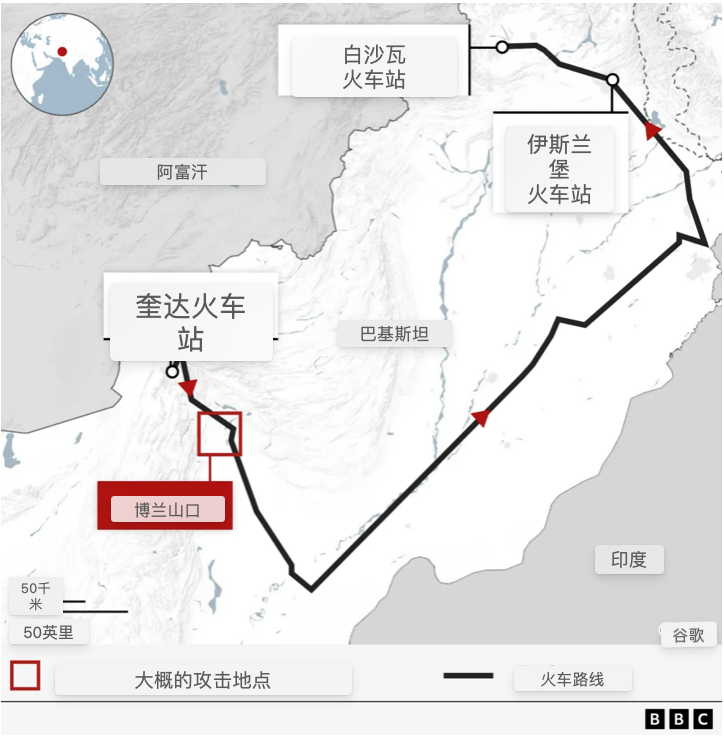 白沙瓦
火车站
伊斯兰
堡
火车站
阿富汗
奎达火车
站
巴基斯坦
博兰山口
印度
50千
米
50英里
谷歌
大概的攻击地点
火车路线
BBC